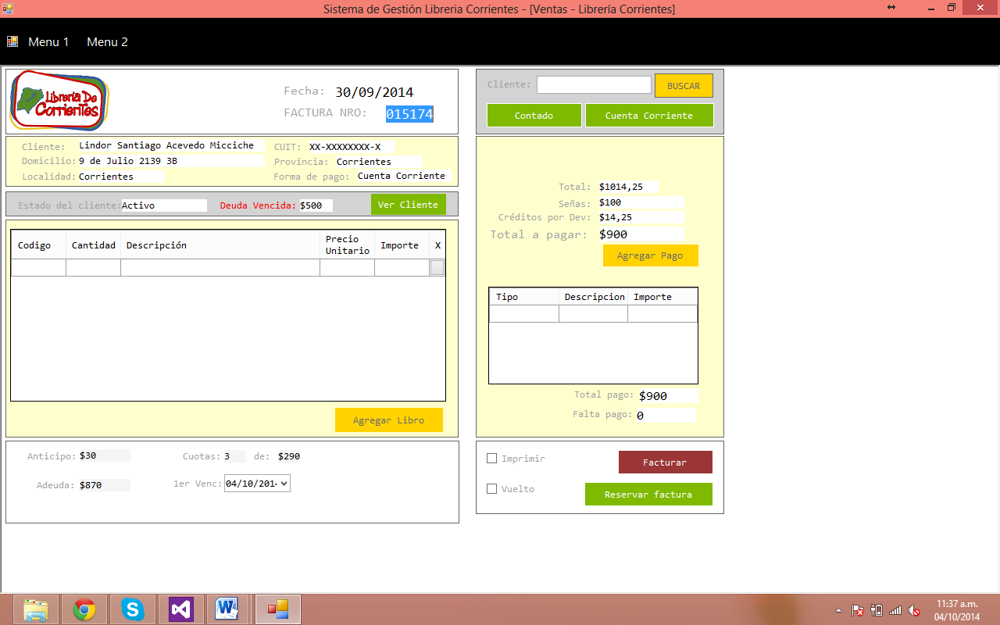 Sistema de Gestión Libreria Corrientes - [Ventas - Librería Corrientes]
Menu 1 Menu 2
Librería De
Corrientes
Fecha: 30/09/2014
FACTURA NRO: 015174
Cliente: Lindor Santiago Acevedo Micciche CUIT: XX-XXXXXXXX-X
Domicilio: 9 de Julio 2139 3B Provincia: Corrientes
Localidad: Corrientes Forma de pago: Cuenta Corriente
Estado del cliente: Activo Deuda Vencida: $500 Ver Cliente
Codigo Cantidad Descripción Precio Unitario Importe X
Agregar Libro
Anticipo: $30 Cuotas: 3 de: $290
Adeuda: $870 1er Venc: 04/10/2014
Cliente: BUSCAR
Contado Cuenta Corriente
Total: $1014,25
Señas: $100
Créditos por Dev: $14,25
Total a pagar: $900
Agregar Pago
Tipo Descripcion Importe
Total pago: $900
Falta pago: 0
Imprimir Facturar
Vuelto Reservar factura
11:37 a.m.
04/10/2014